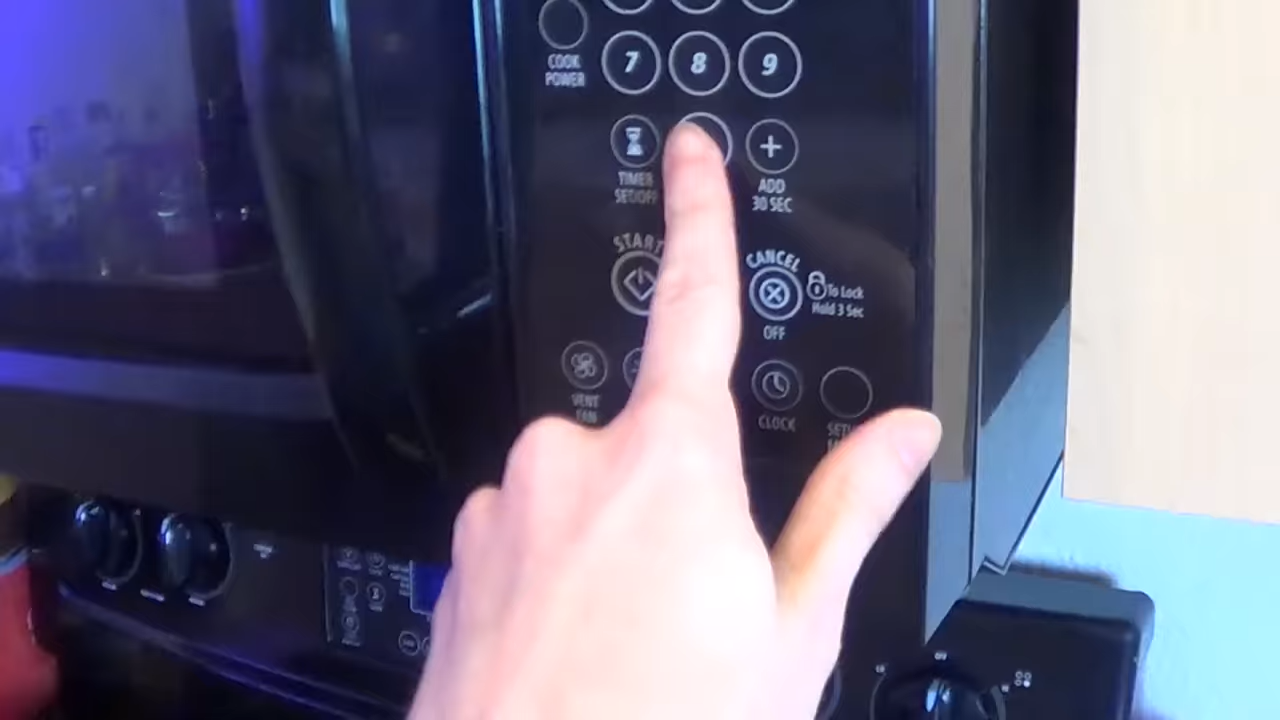 7 8 9
COOK
POWER
+
TIMER
SET/OFF
ADD
30 SEC
START
CANCEL
To Lock
Hold 3 Sec
OFF
VENT
FAN
CLOCK